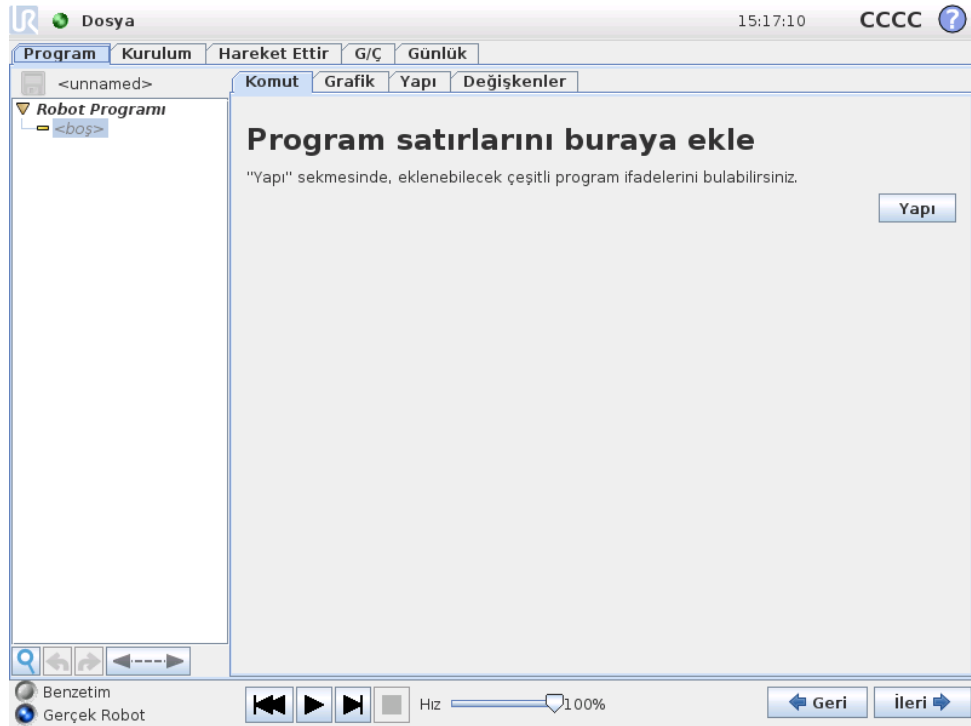 UR Dosya 15:17:10 CCCC ?
Program Kurulum Hareket Ettir G/Ç Günlük
<unnamed> Komut Grafik Yapı Değişkenler
Robot Programı
<boş>
Program satırlarını buraya ekle
"Yapı" sekmesinde, eklenebilecek çeşitli program ifadelerini bulabilirsiniz.
Yapı
Benzetim
Gerçek Robot
Hız 100% Geri İleri